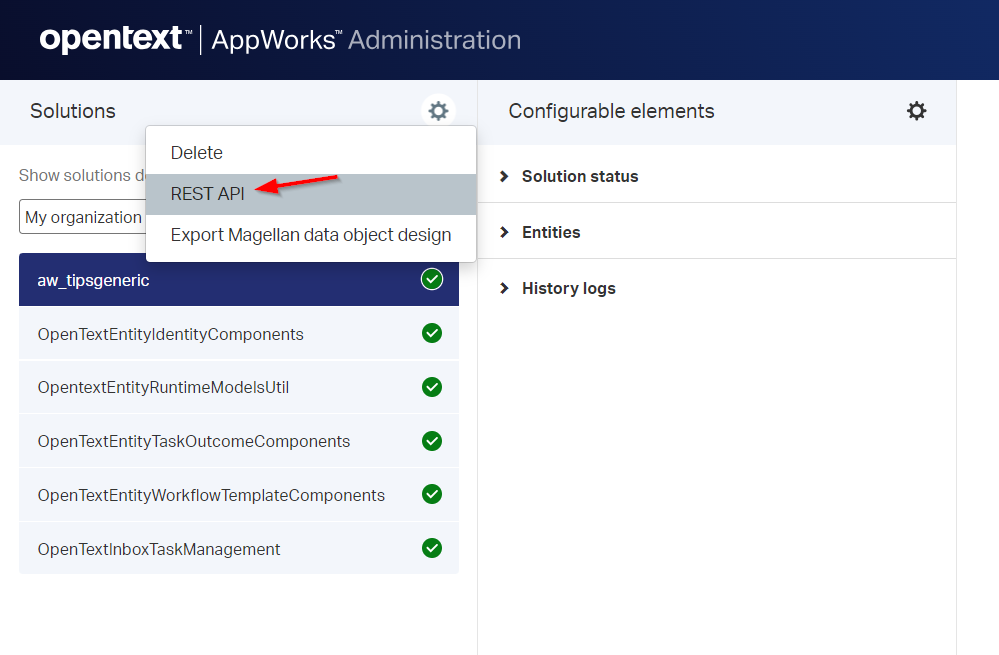 opentext™ | AppWorks™ Administration
Solutions
Configurable elements
Delete
REST API
Export Magellan data object design
Show solutions
My organization
aw_tipsgeneric
OpenTextEntityIdentityComponents
OpentextEntityRuntimeModelsUtil
OpenTextEntityTaskOutcomeComponents
OpenTextEntityWorkflowTemplateComponents
OpenTextInboxTaskManagement
Solution status
Entities
History logs